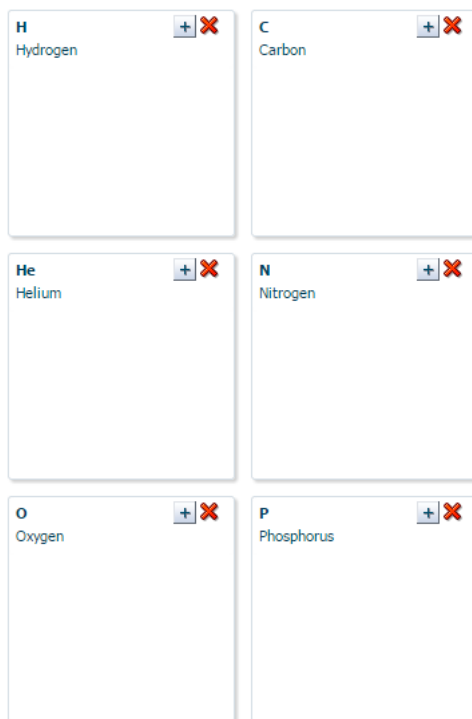 H
+
Hydrogen
C
+
Carbon
He
+
Helium
N
+
Nitrogen
O
+
Oxygen
P
+
Phosphorus